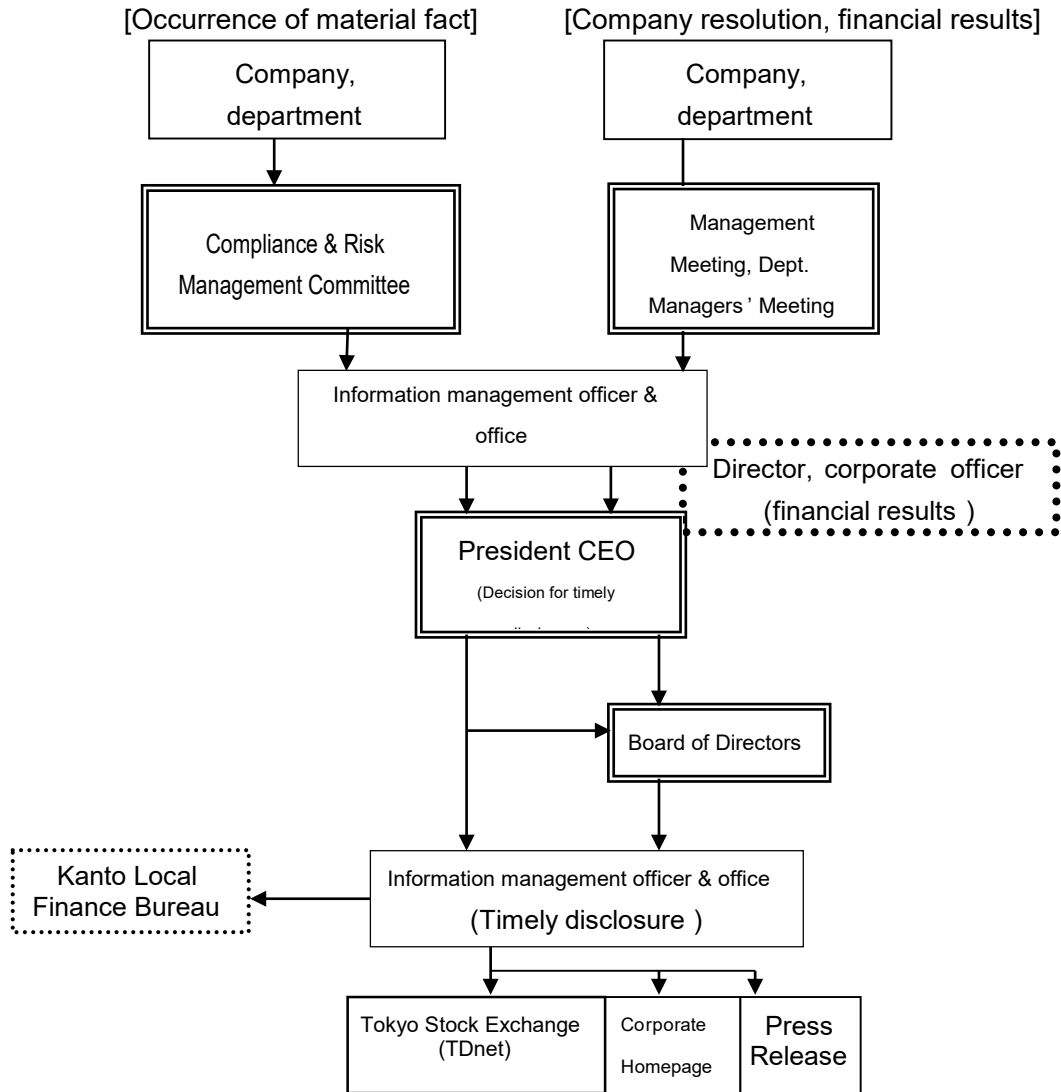 [Occurrence of material fact]
[Company resolution, financial results]
Company,
department
Company,
department
Compliance & Risk
Management Committee
Management
Meeting, Dept.
Managers’ Meeting
Information management officer &
office
Director, corporate officer
(financial results )
President CEO
(Decision for timely
Board of Directors
Kanto Local
Finance Bureau
Information management officer & office
(Timely disclosure )
Tokyo Stock Exchange
(TDnet)
Corporate
Homepage
Press
Release